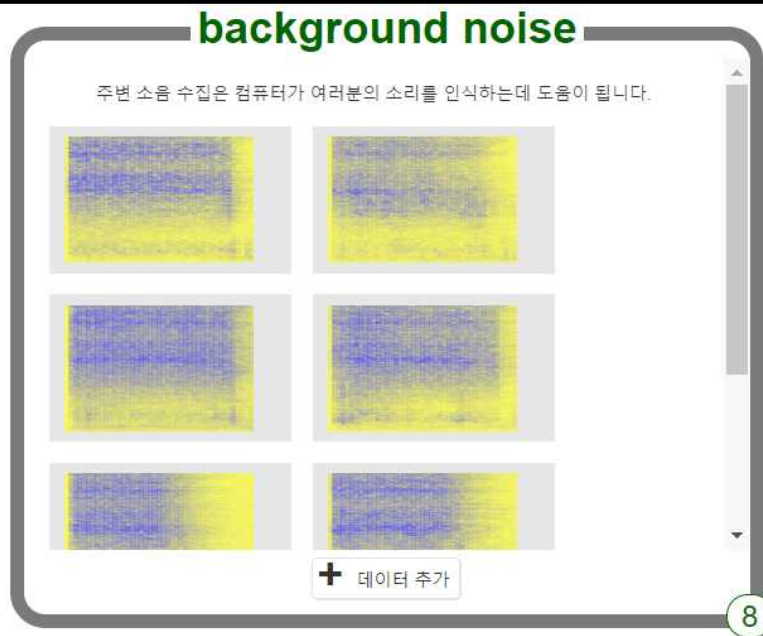 background noise
주변 소음 수집은 컴퓨터가 여러분의 소리를 인식하는데 도움이 됩니다.
+ 데이터 추가
8